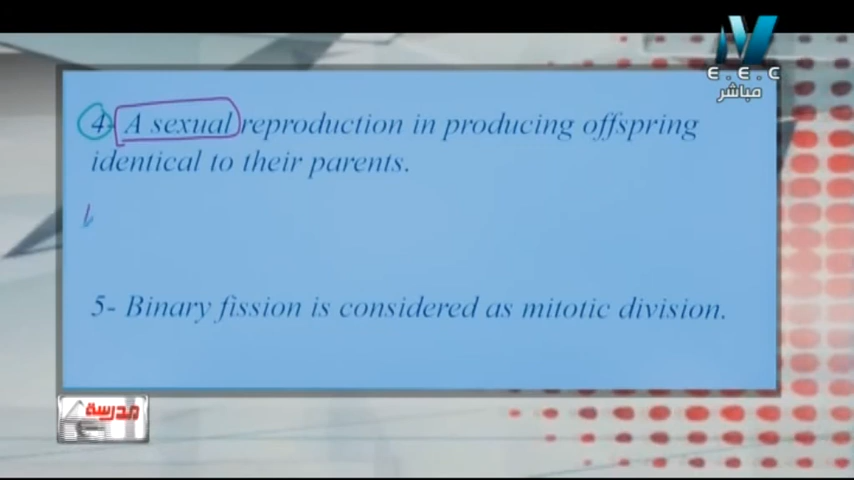 E.E.C
مباشر
4- A sexual reproduction in producing offspring
identical to their parents.
5- Binary fission is considered as mitotic division.
مدرسة